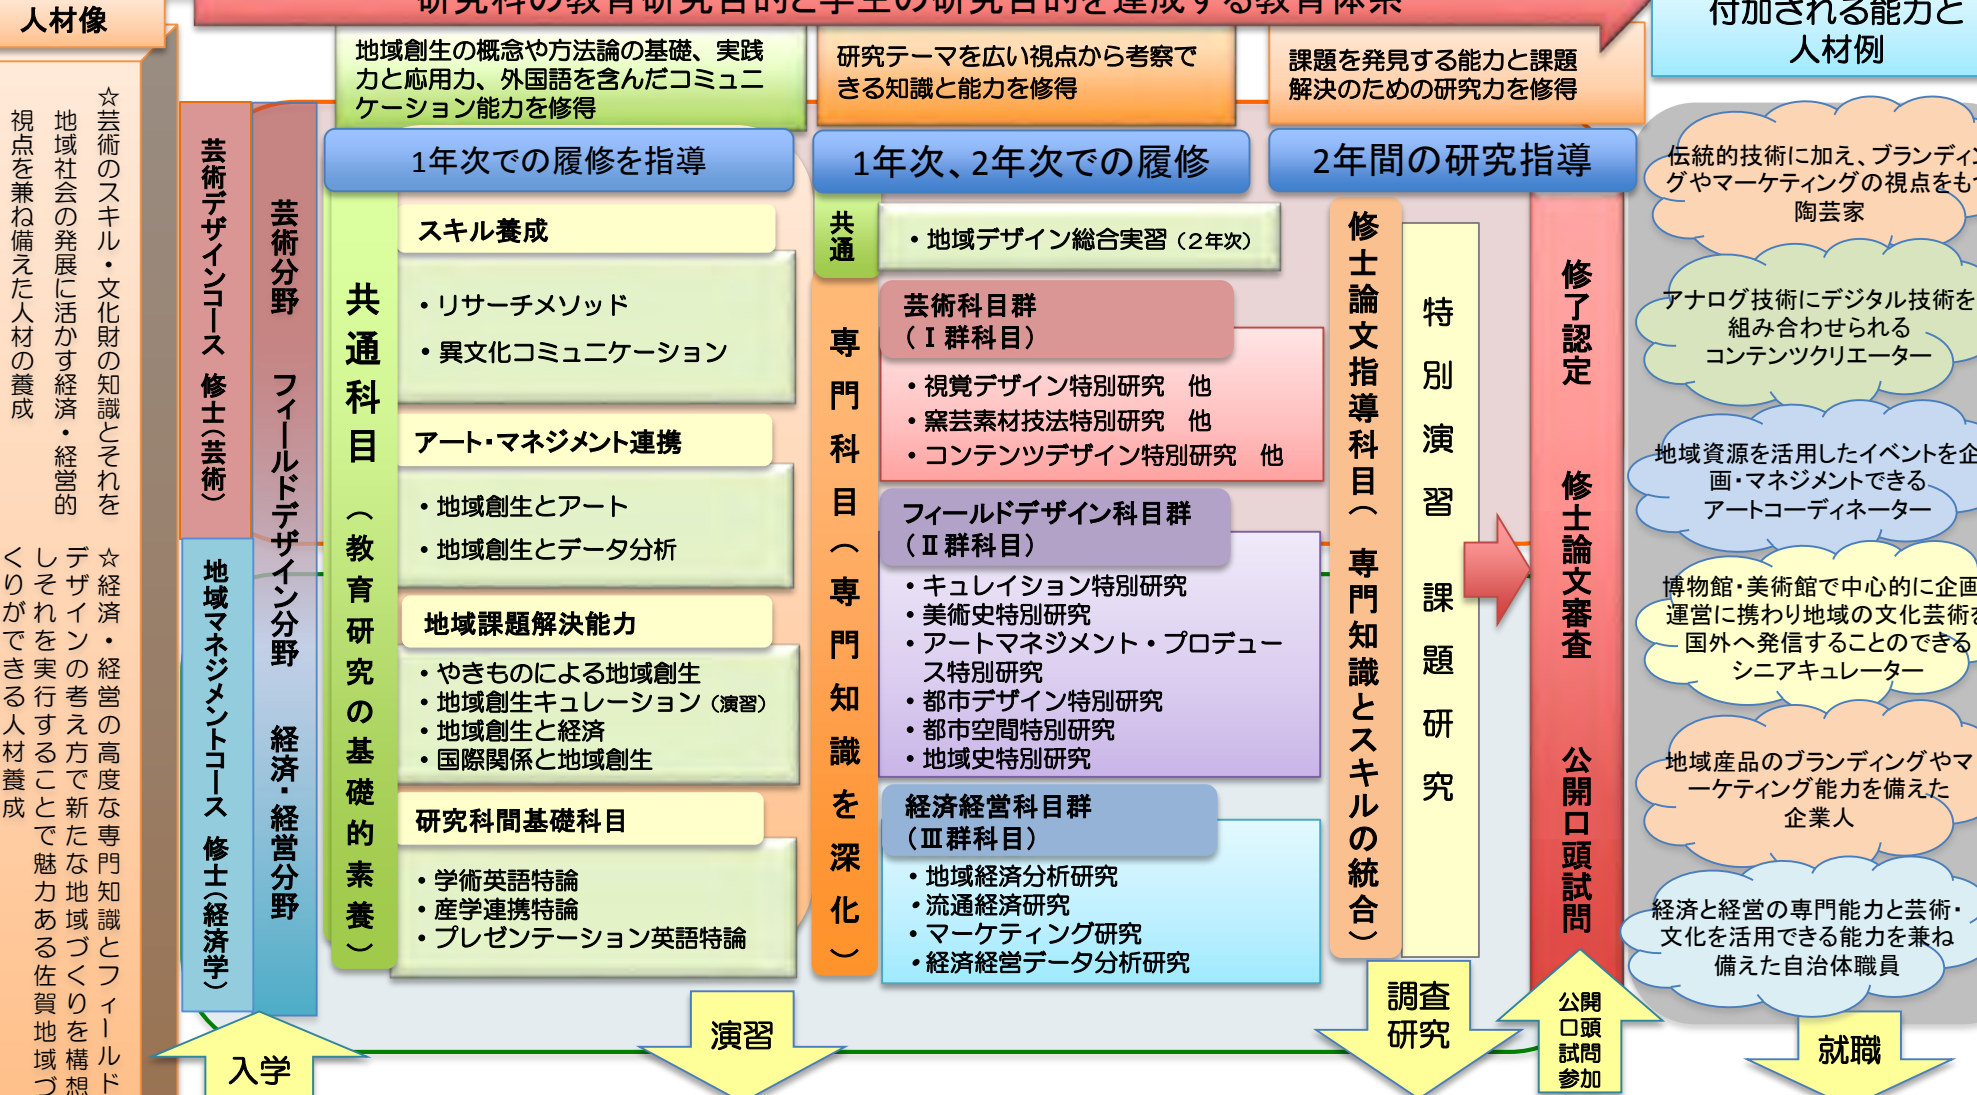 人材像
研究科の教育研究目的と学生の研究目的を達成する教育体系
付加される能力と
人材例
地域創生の概念や方法論の基礎、実践
力と応用力、外国語を含んだコミュニ
ケーション能力を修得
研究テーマを広い視点から考察で
きる知識と能力を修得
課題を発見する能力と課題
解決のための研究力を修得
☆芸術のスキル・文化財の知識とそれを
地域社会の発展に活かす経済・経営的
視点を兼ね備えた人材の養成
☆経済・経営の高度な専門知識とフィールド
デザインの考え方で新たな地域づくりを構想
しそれを実行することで魅力ある佐賀地域づ
くりができる人材養成
芸術デザインコース 修士(芸術)
地域マネジメントコース 修士(経済学)
芸術分野 フィールドデザイン分野 経済・経営分野
1年次での履修を指導
共通科目(教育研究の基礎的素養)
スキル養成
・リサーチメソッド
・異文化コミュニケーション
アート・マネジメント連携
・地域創生とアート
・地域創生とデータ分析
地域課題解決能力
・やきものによる地域創生
・地域創生キュレーション(演習)
・地域創生と経済
・国際関係と地域創生
研究科間基礎科目
・学術英語特論
・産学連携特論
・プレゼンテーション英語特論
1年次、2年次での履修
共通
・地域デザイン総合実習(2年次)
専門科目(専門知識を深化)
芸術科目群
(Ⅰ群科目)
・視覚デザイン特別研究 他
・窯芸素材技法特別研究 他
・コンテンツデザイン特別研究 他
フィールドデザイン科目群
(Ⅱ群科目)
・キュレイション特別研究
・美術史特別研究
・アートマネジメント・プロデュー
ス特別研究
・都市デザイン特別研究
・都市空間特別研究
・地域史特別研究
経済経営科目群
(Ⅲ群科目)
・地域経済分析研究
・流通経済研究
・マーケティング研究
・経済経営データ分析研究
2年間の研究指導
修士論文指導科目(専門知識とスキルの統合)
特別演習 課題研究
修了認定 修士論文審査 公開口頭試問
伝統的技術に加え、ブランディン
グやマーケティングの視点をもつ
陶芸家
アナログ技術にデジタル技術を
組み合わせられる
コンテンツクリエーター
地域資源を活用したイベントを企
画・マネジメントできる
アートコーディネーター
博物館・美術館で中心的に企画
運営に携わり地域の文化芸術を
国外へ発信することのできる
シニアキュレーター
地域産品のブランディングやマ
ーケティング能力を備えた
企業人
経済と経営の専門能力と芸術・
文化を活用できる能力を兼ね
備えた自治体職員
入学
演習
調査
研究
公開
口頭
試問
参加
就職